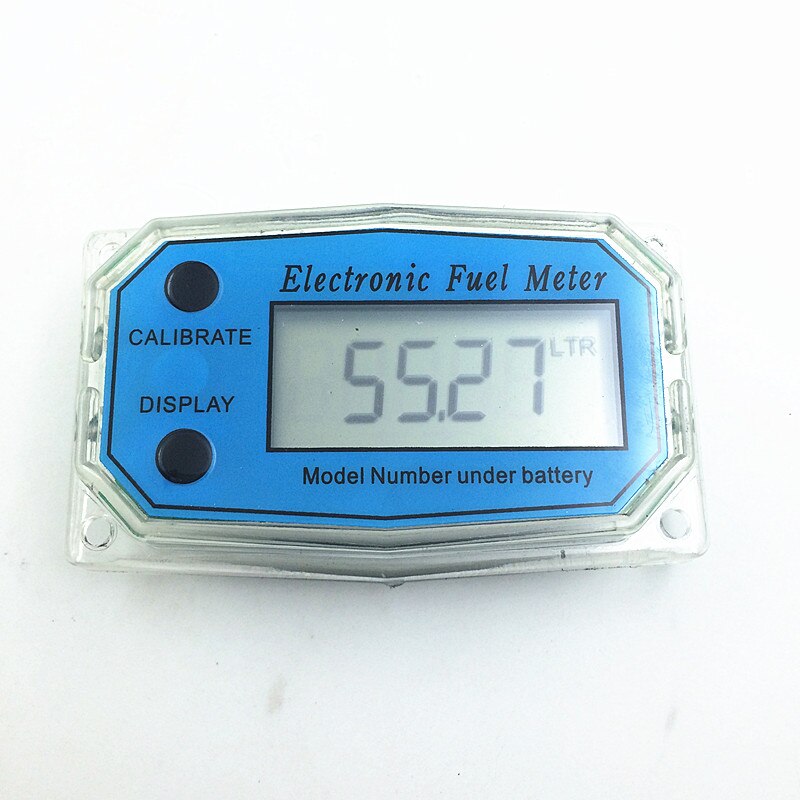 Electronic Fuel Meter
CALIBRATE
55.27 LTR
DISPLAY
Model Number under battery